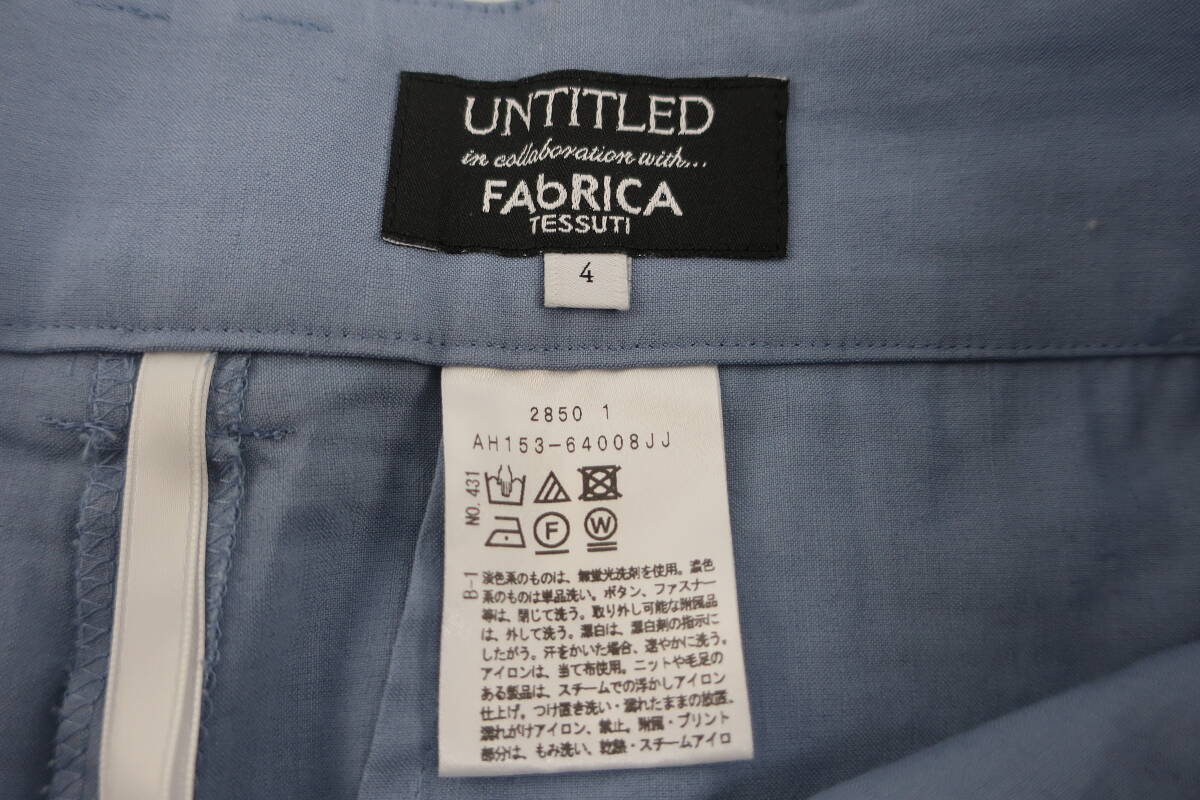 UNTITLED
in collaboration with...
FAbRICA
TESSUTI
4
2850 1
AH153-64008JJ
NO.431
F
W
B-1
淡色系のものは、無蛍光洗剤を使用。濃色
系のものは単品洗い。ボタン、ファスナー
等は、閉じて洗う。取り外し可能な附属品
は、外して洗う。漂白は、漂白剤の指示に
したがう。汗をかいた場合、速やかに洗う。
アイロンは、当て布使用。ニットや毛足の
ある製品は、スチームでの浮かしアイロン
仕上げ。つけ置き洗い・濡れたままの放置、
濡れがけアイロン、禁止。附属・プリント
部分は、もみ洗い、乾熱・スチームアイロ